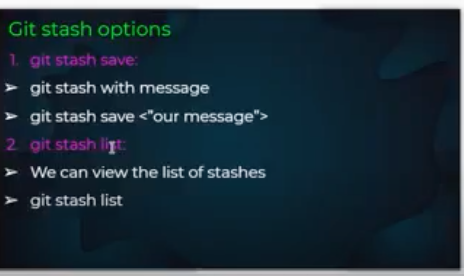 Git stash options
1. git stash save:
➢ git stash with message
➢ git stash save <"our message">
2. git stash list:
➢ We can view the list of stashes
➢ git stash list